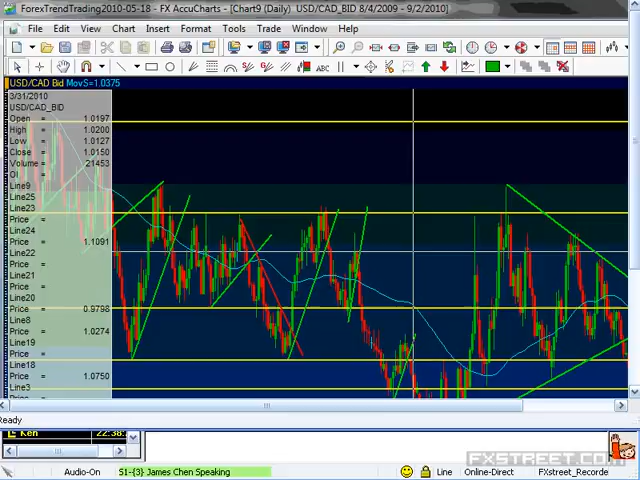 ForexTrendTrading2010-05-18 - FX AccuCharts - [Chart9 (Daily) USD/CAD_BID 8/4/2009 - 9/2/2010]
File Edit View Chart Insert Format Tools Trade Window Help
ABC
USD/CAD Bid MovS=1.0375
3/31/2010
USD/CAD_BID
Open = 1.0197
High = 1.0200
Low = 1.0127
Close = 1.0150
Volume = 21453
OI =
Line9
Line25
Line23
Price =
Line24
Price = 1.1091
Line22
Price =
Line21
Price =
Line20
Price = 0.9798
Line8
Price = 1.0274
Line19
Price =
Line18
Price = 1.0750
Line3
Ready
Ken 22:38:
Audio-On S1-{3} James Chen Speaking Line Online-Direct FXstreet_Recorde
FXSTREET.COM